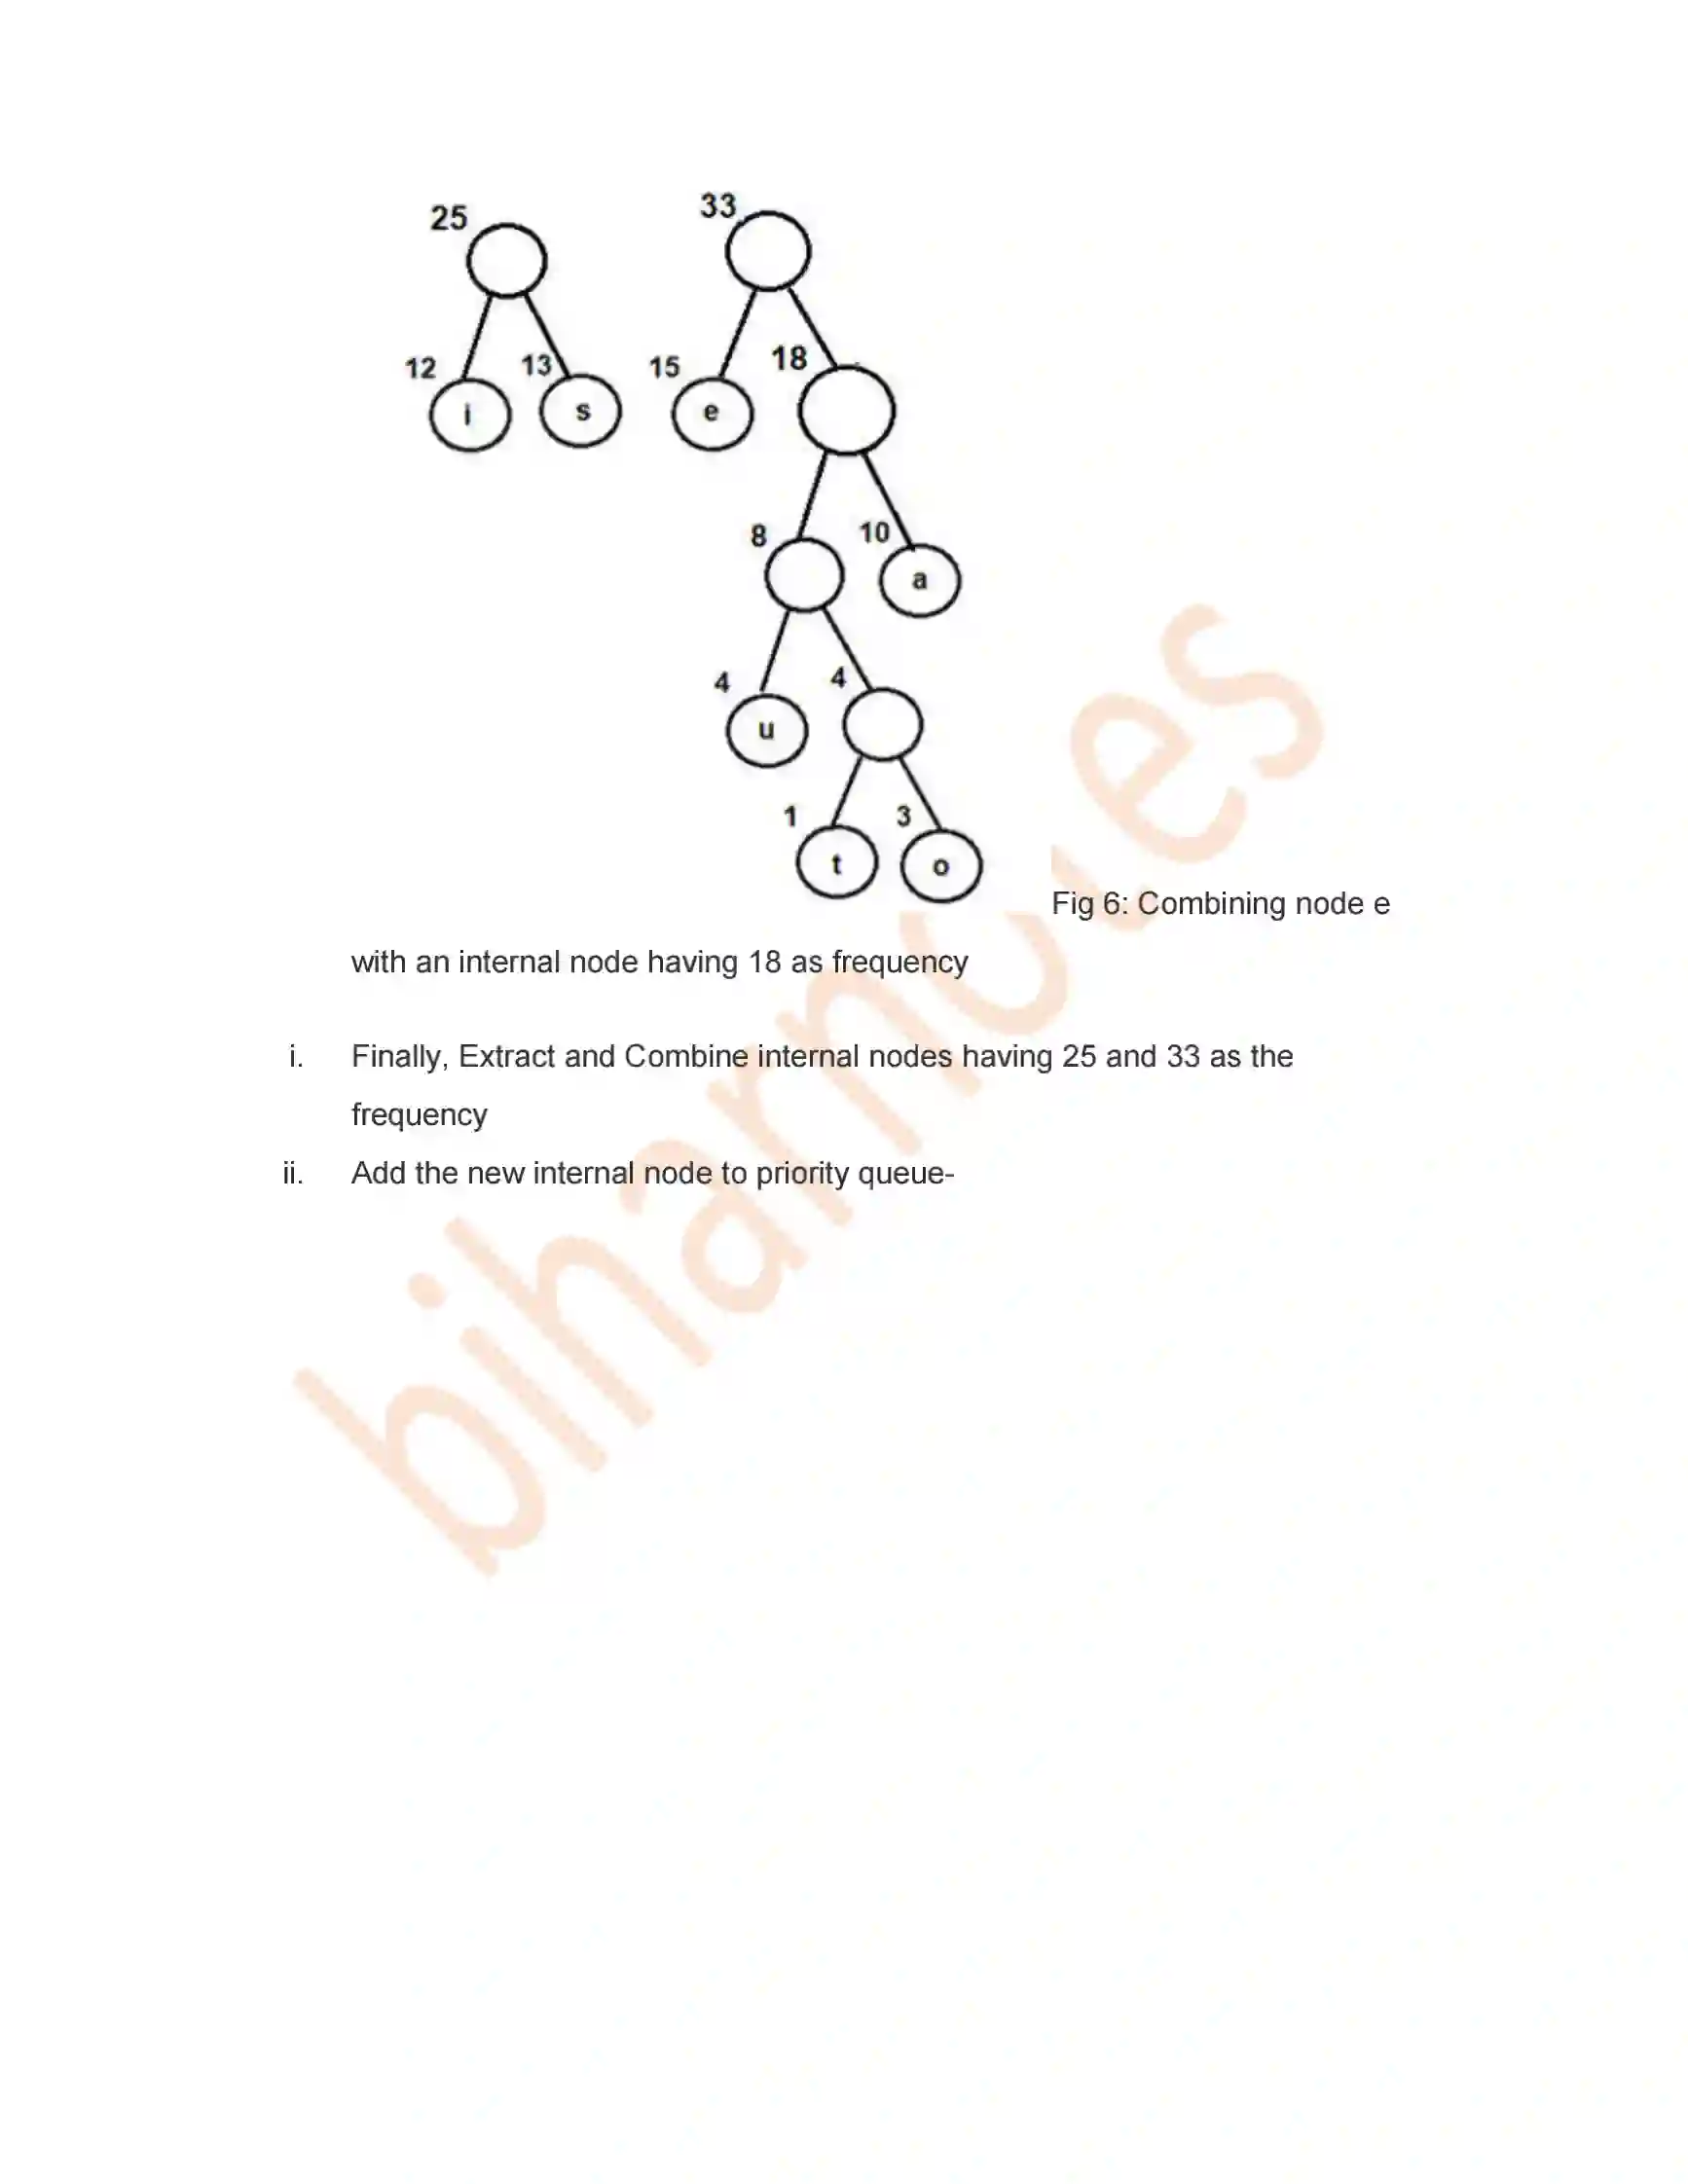 25
33
12
13
15
18
i
s
e
8
10
a
4
4
u
1
3
t
o
Fig 6: Combining node e
with an internal node having 18 as frequency
i. Finally, Extract and Combine internal nodes having 25 and 33 as the
frequency
ii. Add the new internal node to priority queue-
biharnotes